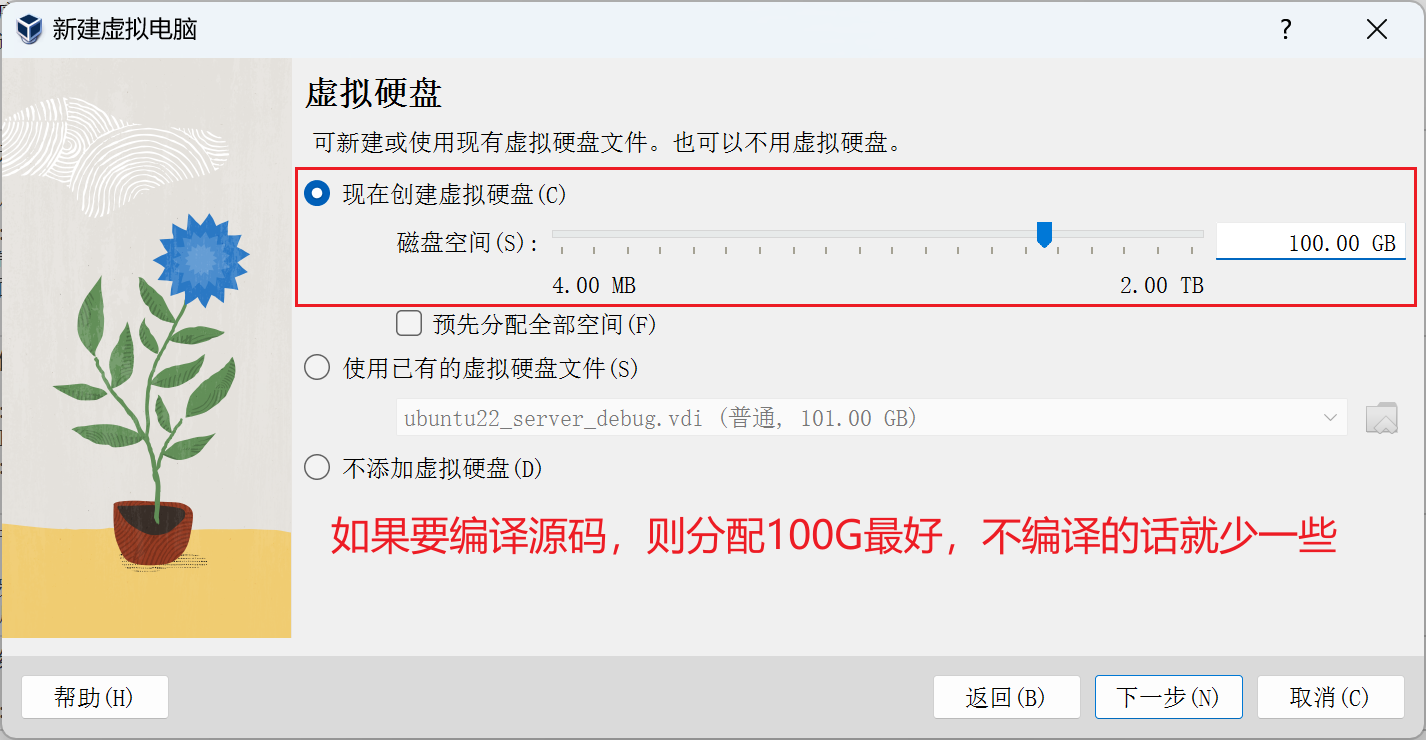 新建虚拟电脑 ?
虚拟硬盘
可新建或使用现有虚拟硬盘文件。也可以不用虚拟硬盘。
现在创建虚拟硬盘(C)
磁盘空间(S): 100.00 GB
4.00 MB 2.00 TB
预先分配全部空间(F)
使用已有的虚拟硬盘文件(S)
ubuntu22_server_debug.vdi (普通, 101.00 GB)
不添加虚拟硬盘(D)
如果要编译源码，则分配100G最好，不编译的话就少一些
帮助(H) 返回(B) 下一步(N) 取消(C)